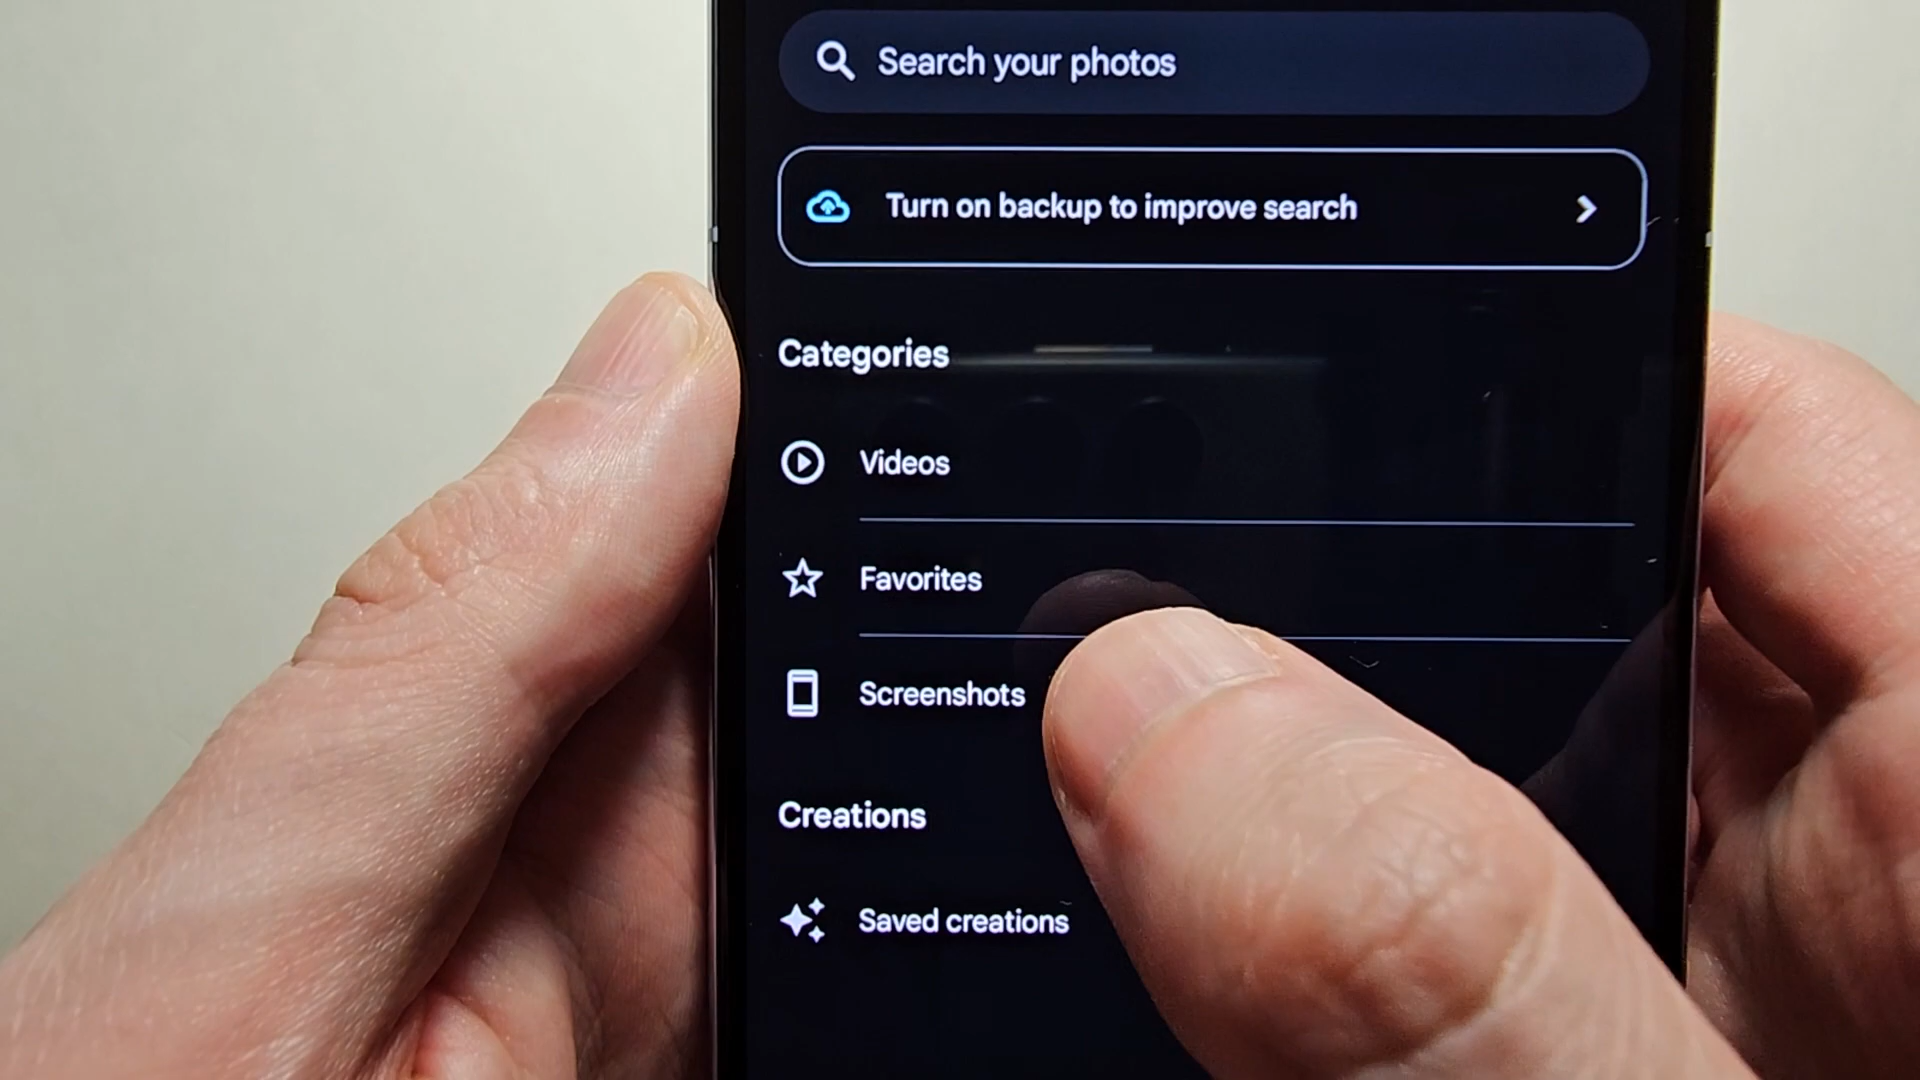 Search your photos
Turn on backup to improve search
Categories
Videos
Favorites
Screenshots
Creations
Saved creations